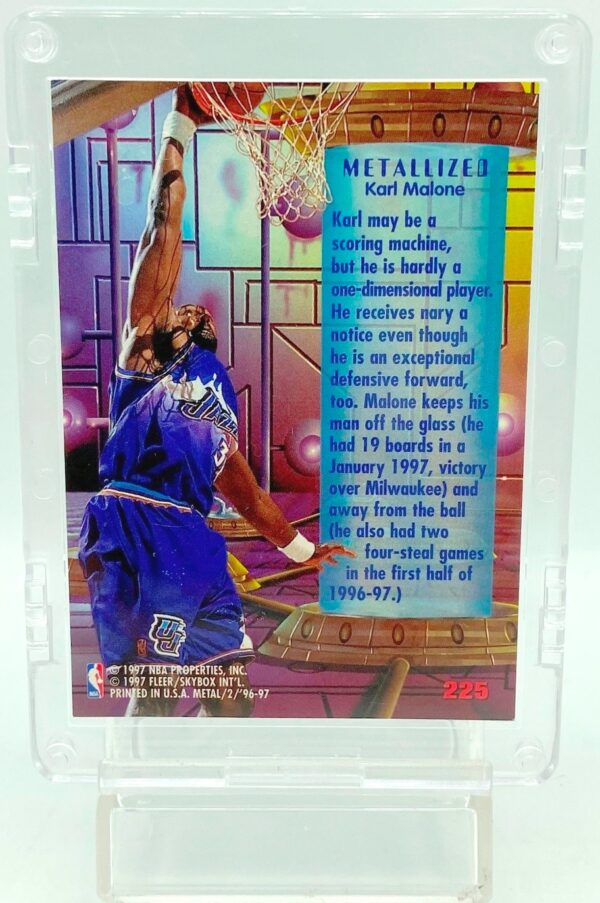 METALLIZED
Karl Malone
Karl may be a
scoring machine,
but he is hardly a
one-dimensional player.
He receives nary a
notice even though
he is an exceptional
defensive forward,
too. Malone keeps his
man off the glass (he
had 19 boards in a
January 1997, victory
over Milwaukee) and
away from the ball
(he also had two
four-steal games
in the first half of
1996-97.)
JAZZ
UJ
© 1997 NBA PROPERTIES, INC.
© 1997 FLEER/SKYBOX INT'L.
PRINTED IN U.S.A. METAL/2/'96-97
225